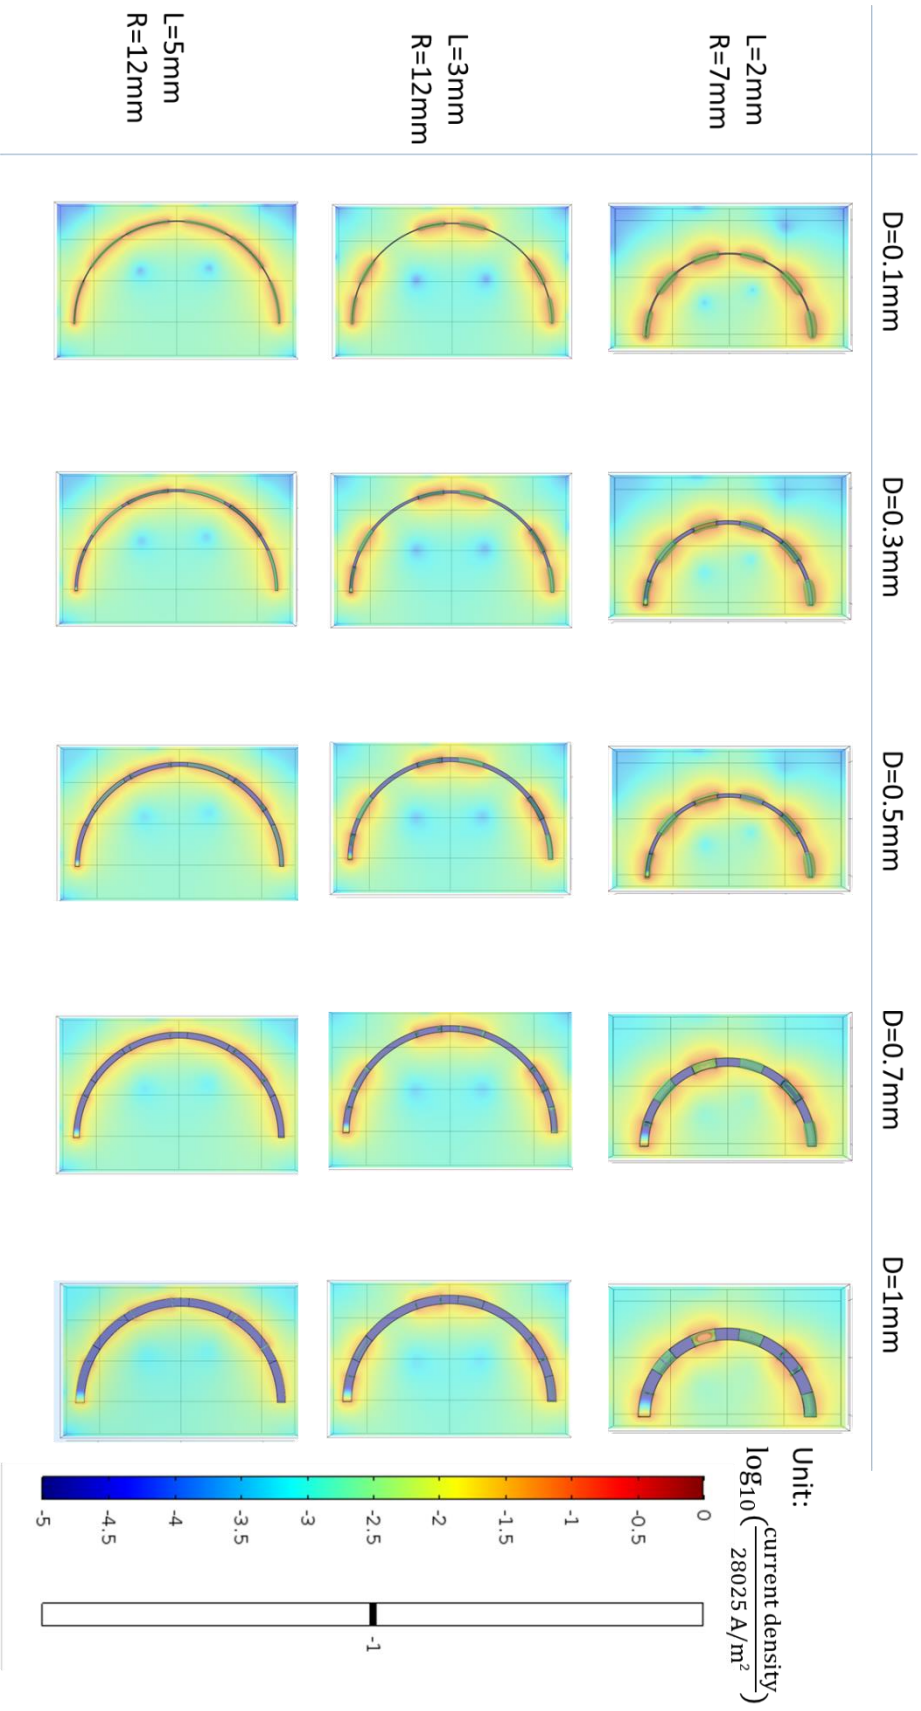 D=0.1mm
D=0.3mm
D=0.5mm
D=0.7mm
D=1mm
L=2mm
R=7mm
L=3mm
R=12mm
L=5mm
R=12mm
Unit:
log₁₀(current density / 28025 A/m²)
0
-0.5
-1
-1.5
-2
-2.5
-3
-3.5
-4
-4.5
-5
-1